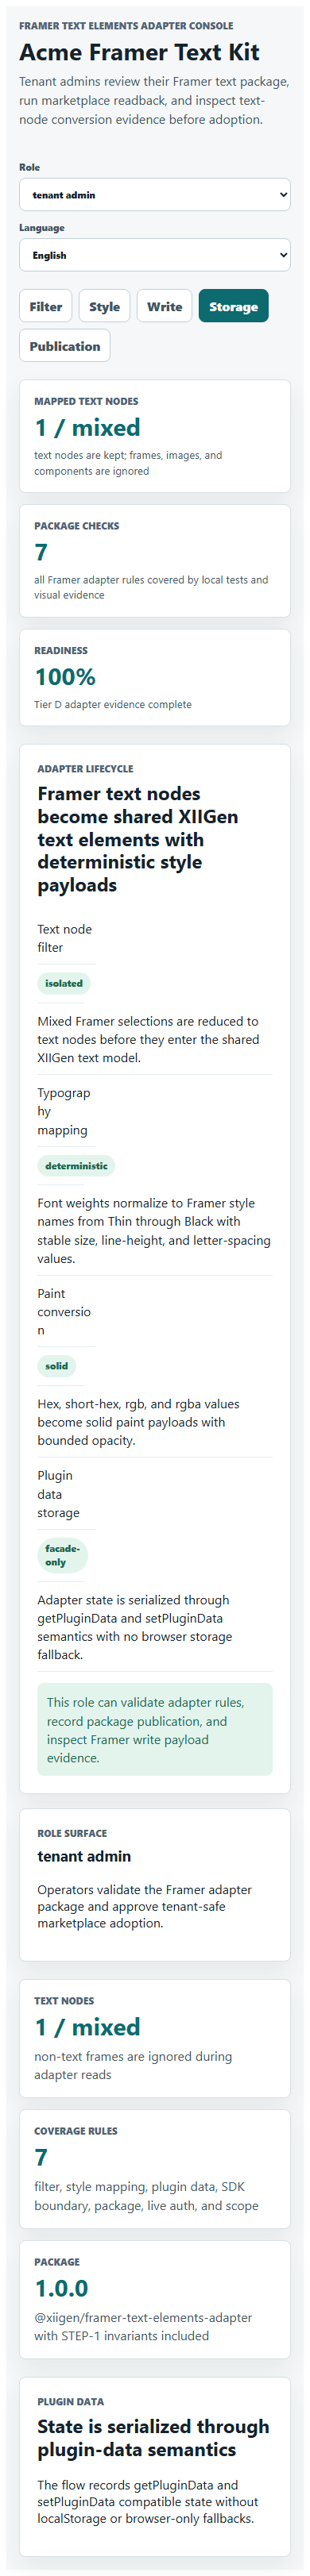 FRAMER TEXT ELEMENTS ADAPTER CONSOLE
Acme Framer Text Kit
Tenant admins review their Framer text package,
run marketplace readback, and inspect text-
node conversion evidence before adoption.
Role
tenant admin
Language
English
Filter
Style
Write
Storage
Publication
MAPPED TEXT NODES
1 / mixed
text nodes are kept; frames, images, and
components are ignored
PACKAGE CHECKS
7
all Framer adapter rules covered by local tests and
visual evidence
READINESS
100%
Tier D adapter evidence complete
ADAPTER LIFECYCLE
Framer text nodes
become shared XIIGen
text elements with
deterministic style
payloads
Text node
filter
isolated
Mixed Framer selections are reduced to
text nodes before they enter the shared
XIIGen text model.
Typograp
hy
mapping
deterministic
Font weights normalize to Framer style
names from Thin through Black with
stable size, line-height, and letter-spacing
values.
Paint
conversio
n
solid
Hex, short-hex, rgb, and rgba values
become solid paint payloads with
bounded opacity.
Plugin
data
storage
facade-
only
Adapter state is serialized through
getPluginData and setPluginData
semantics with no browser storage
fallback.
This role can validate adapter rules,
record package publication, and
inspect Framer write payload
evidence.
ROLE SURFACE
tenant admin
Operators validate the Framer adapter
package and approve tenant-safe
marketplace adoption.
TEXT NODES
1 / mixed
non-text frames are ignored during
adapter reads
COVERAGE RULES
7
filter, style mapping, plugin data, SDK
boundary, package, live auth, and scope
PACKAGE
1.0.0
@xiigen/framer-text-elements-adapter
with STEP-1 invariants included
PLUGIN DATA
State is serialized through
plugin-data semantics
The flow records getPluginData and
setPluginData compatible state without
localStorage or browser-only fallbacks.